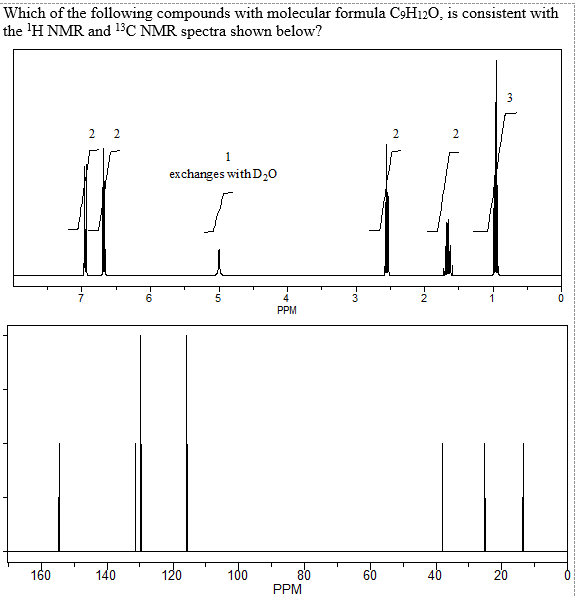 Which of the following compounds with molecular formula C₉H₁₂O, is consistent with
the ¹H NMR and ¹³C NMR spectra shown below?
3
2 2 2 2
1
exchanges with D₂O
7 6 5 4 3 2 1 0
PPM
160 140 120 100 80 60 40 20 0
PPM